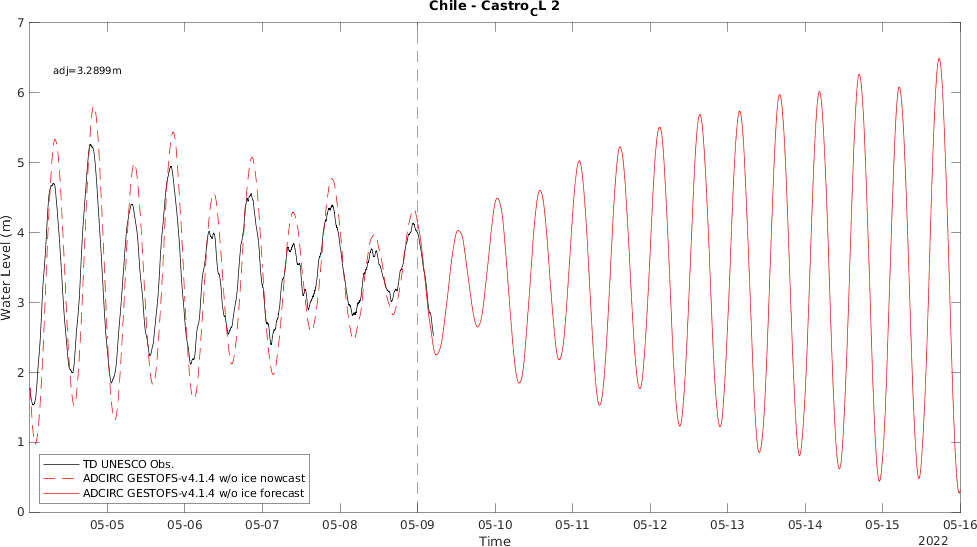 Chile - Castro_CL 2
7
adj=3.2899m
6
5
4
3
2
1
0
Water Level (m)
TD UNESCO Obs.
ADCIRC GESTOFS-v4.1.4 w/o ice nowcast
ADCIRC GESTOFS-v4.1.4 w/o ice forecast
05-05 05-06 05-07 05-08 05-09 05-10 05-11 05-12 05-13 05-14 05-15 05-16
Time
2022